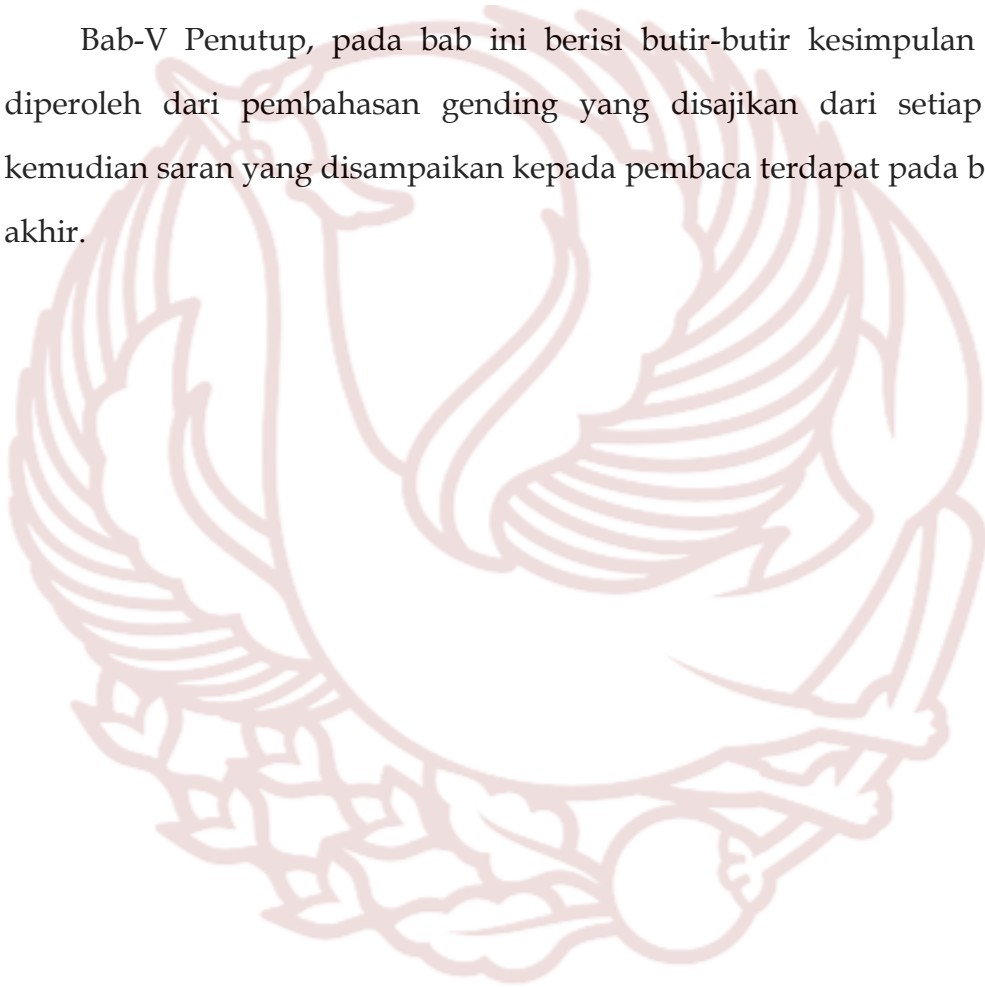 Bab-V Penutup, pada bab ini berisi butir-butir kesimpulan
diperoleh dari pembahasan gending yang disajikan dari setiap
kemudian saran yang disampaikan kepada pembaca terdapat pada b
akhir.